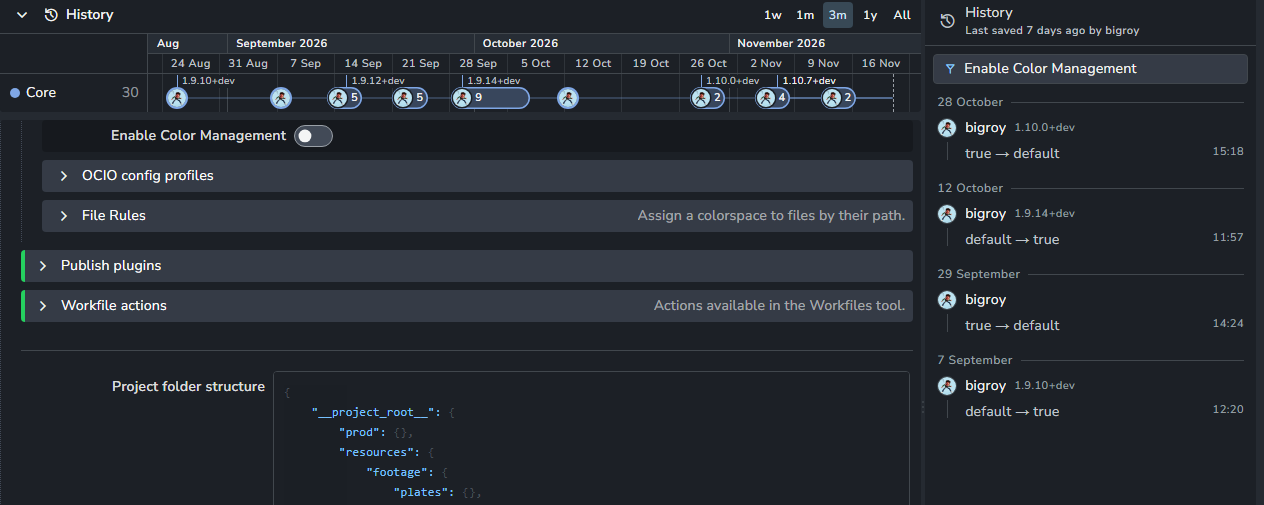 History
1w 1m 3m 1y All
Aug September 2026 October 2026 November 2026
24 Aug 31 Aug 7 Sep 14 Sep 21 Sep 28 Sep 5 Oct 12 Oct 19 Oct 26 Oct 2 Nov 9 Nov 16 Nov
1.9.10+dev 1.9.12+dev 1.9.14+dev 1.10.0+dev 1.10.7+dev
Core 30 5 5 9 2 4 2
Enable Color Management
OCIO config profiles
File Rules Assign a colorspace to files by their path.
Publish plugins
Workfile actions Actions available in the Workfiles tool.
Project folder structure
{
"__project_root__": {
"prod": {},
"resources": {
"footage": {
"plates": {},
History
Last saved 7 days ago by bigroy
Enable Color Management
28 October
bigroy 1.10.0+dev
true → default 15:18
12 October
bigroy 1.9.14+dev
default → true 11:57
29 September
bigroy
true → default 14:24
7 September
bigroy 1.9.10+dev
default → true 12:20